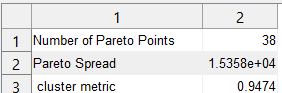 1 2
1 Number of Pareto Points 38
2 Pareto Spread 1.5358e+04
3 cluster metric 0.9474